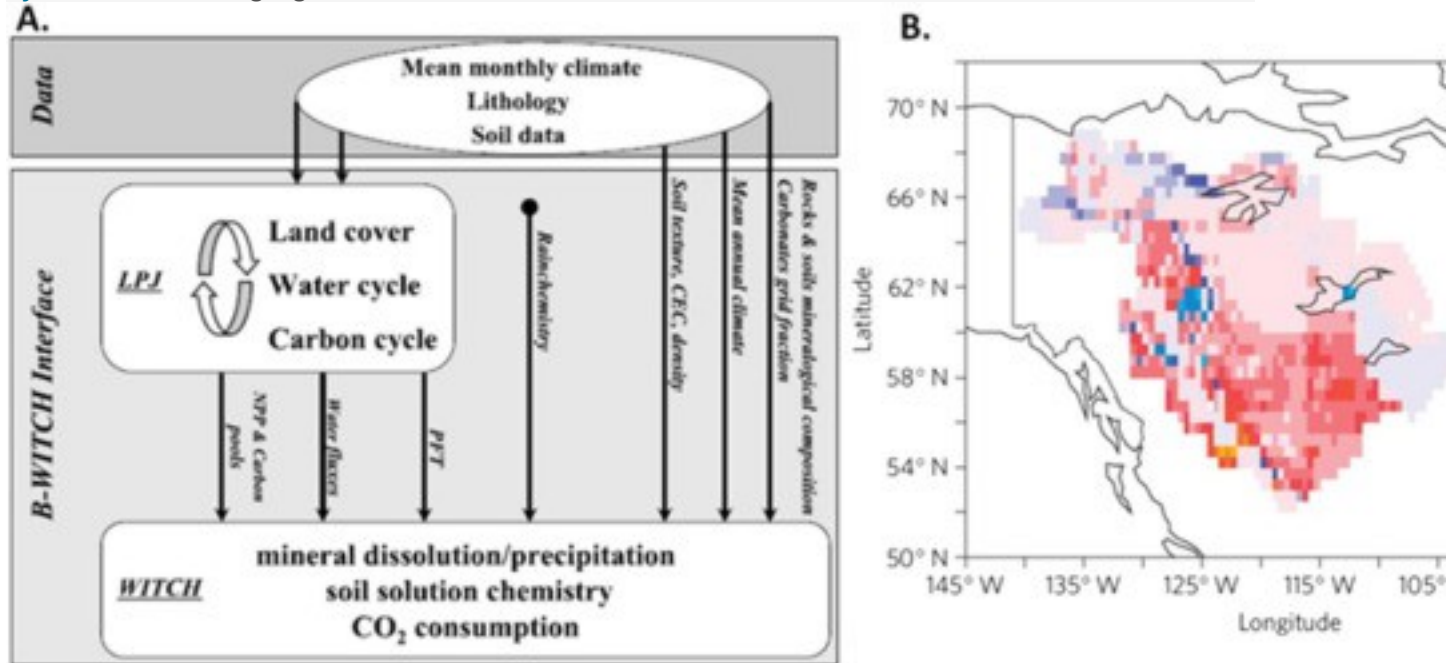 A.
Data
Mean monthly climate
Lithology
Soil data
B-WITCH Interface
LPJ
Land cover
Water cycle
Carbon cycle
Rainchemistry
Soil texture, CEC, density
Mean annual climate
Carbonates grid fraction
Rocks & soils mineralogical composition
NPP & Carbon
pools
Water fluxes
PFT
WITCH
mineral dissolution/precipitation
soil solution chemistry
CO₂ consumption
B.
Latitude
70° N
66° N
62° N
58° N
54° N
50° N
145° W 135° W 125° W 115° W 105°
Longitude